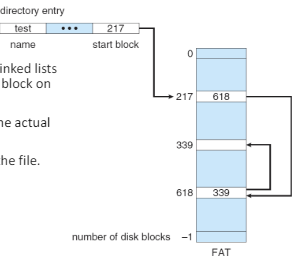 directory entry
test ••• 217
name start block
inked lists
block on
ne actual
he file.
0
217 618
339
618 339
number of disk blocks –1
FAT